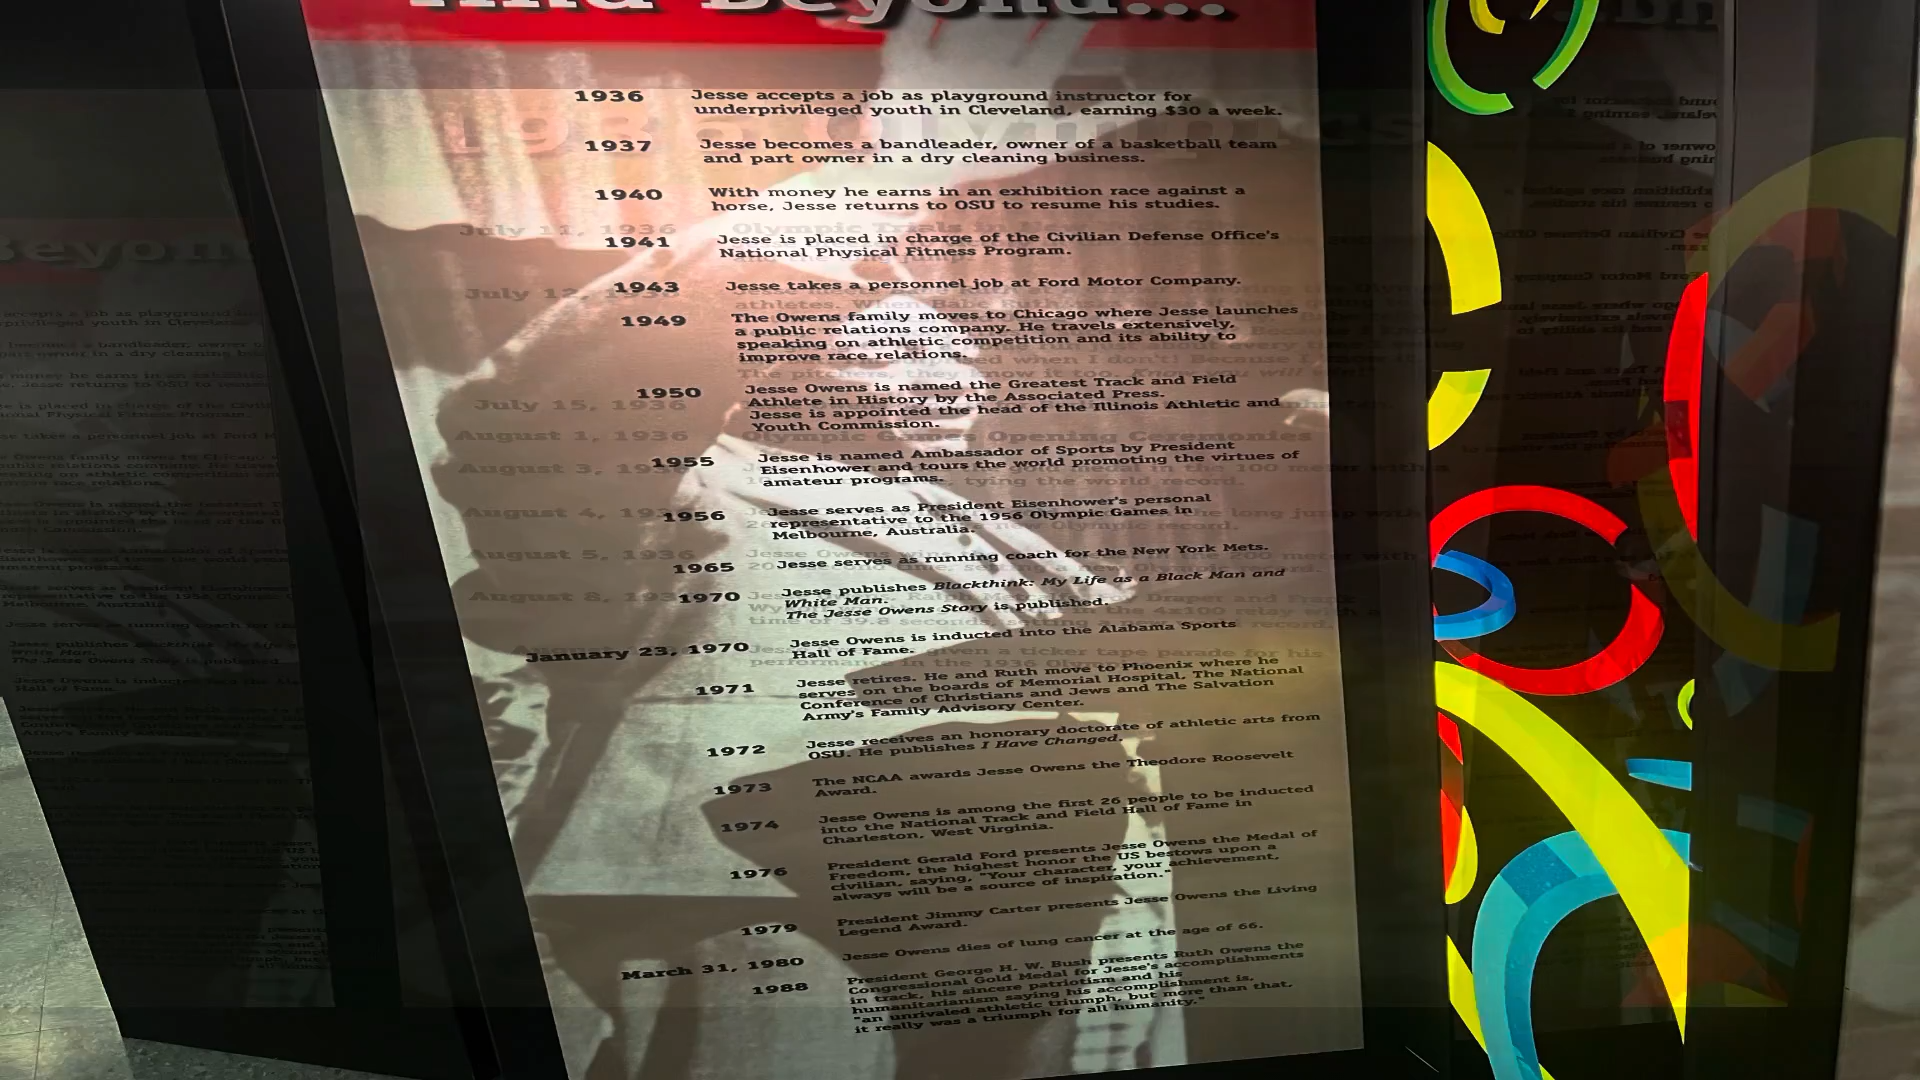 And Beyond...
1936 Jesse accepts a job as playground instructor for
underprivileged youth in Cleveland, earning $30 a week.
1937 Jesse becomes a bandleader, owner of a basketball team
and part owner in a dry cleaning business.
1940 With money he earns in an exhibition race against a
horse, Jesse returns to OSU to resume his studies.
1941 Jesse is placed in charge of the Civilian Defense Office's
National Physical Fitness Program.
1943 Jesse takes a personnel job at Ford Motor Company.
1949 The Owens family moves to Chicago where Jesse launches
a public relations company. He travels extensively,
speaking on athletic competition and its ability to
improve race relations.
1950 Jesse Owens is named the Greatest Track and Field
Athlete in History by the Associated Press.
Jesse is appointed the head of the Illinois Athletic and
Youth Commission.
1955 Jesse is named Ambassador of Sports by President
Eisenhower and tours the world promoting the virtues of
amateur programs.
1956 Jesse serves as President Eisenhower's personal
representative to the 1956 Olympic Games in
Melbourne, Australia.
1965 Jesse serves as running coach for the New York Mets.
1970 Jesse publishes Blackthink: My Life as a Black Man and
White Man.
The Jesse Owens Story is published.
January 23, 1970 Jesse Owens is inducted into the Alabama Sports
Hall of Fame.
1971 Jesse retires. He and Ruth move to Phoenix where he
serves on the boards of Memorial Hospital, The National
Conference of Christians and Jews and The Salvation
Army's Family Advisory Center.
1972 Jesse receives an honorary doctorate of athletic arts from
OSU. He publishes I Have Changed.
1973 The NCAA awards Jesse Owens the Theodore Roosevelt
Award.
1974 Jesse Owens is among the first 26 people to be inducted
into the National Track and Field Hall of Fame in
Charleston, West Virginia.
1976 President Gerald Ford presents Jesse Owens the Medal of
Freedom, the highest honor the US bestows upon a
civilian, saying, "Your character, your achievement,
always will be a source of inspiration."
1979 President Jimmy Carter presents Jesse Owens the Living
Legend Award.
March 31, 1980 Jesse Owens dies of lung cancer at the age of 66.
1988 President George H. W. Bush presents Ruth Owens the
Congressional Gold Medal for Jesse's accomplishments
in track, his sincere patriotism and his
humanitarianism saying his accomplishment is,
"an unrivaled athletic triumph, but more than that,
it really was a triumph for all humanity."